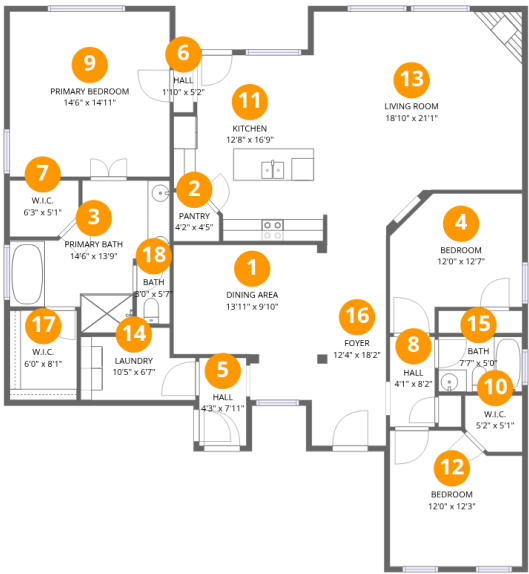 9
PRIMARY BEDROOM
14'6" x 14'11"
6
HALL
1'10" x 5'2"
11
KITCHEN
12'8" x 16'9"
13
LIVING ROOM
18'10" x 21'1"
7
W.I.C.
6'3" x 5'1"
2
PANTRY
4'2" x 4'5"
3
PRIMARY BATH
14'6" x 13'9"
4
BEDROOM
12'0" x 12'7"
18
BATH
3'0" x 5'7"
1
DINING AREA
13'11" x 9'10"
17
W.I.C.
6'0" x 8'1"
14
LAUNDRY
10'5" x 6'7"
16
FOYER
12'4" x 18'2"
15
BATH
7'7" x 5'0"
8
HALL
4'1" x 8'2"
5
HALL
4'3" x 7'11"
10
W.I.C.
5'2" x 5'1"
12
BEDROOM
12'0" x 12'3"